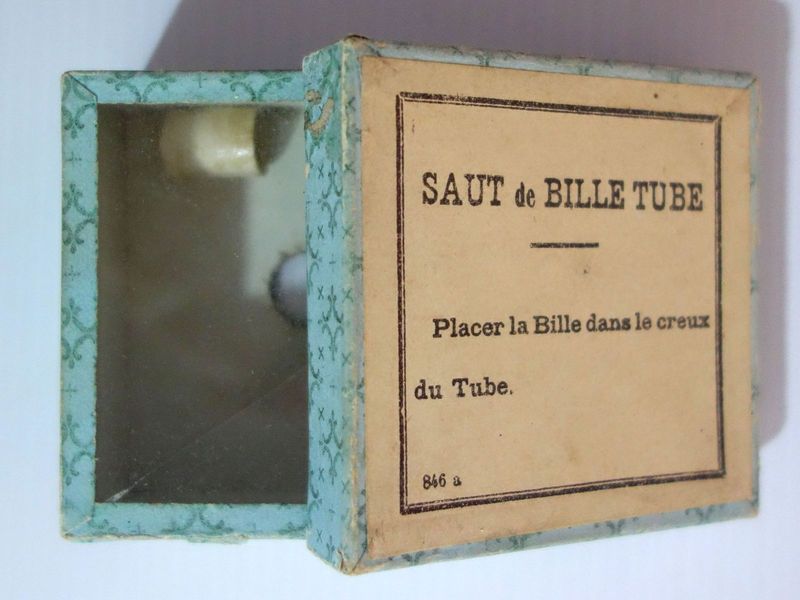 SAUT de BILLE TUBE
Placer la Bille dans le creux
du Tube.
846 a